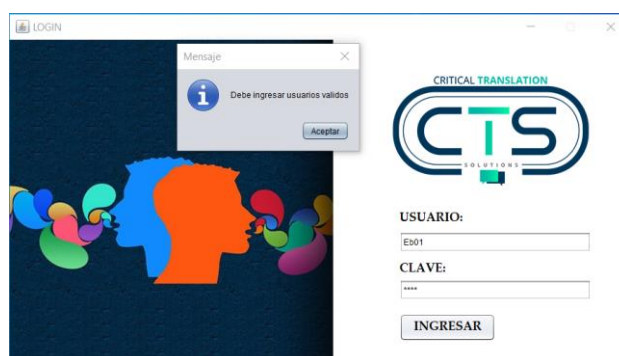 LOGIN
Mensaje
Debe ingresar usuarios validos
Aceptar
CRITICAL TRANSLATION
CTS
SOLUTIONS
USUARIO:
Eb01
CLAVE:
****
INGRESAR